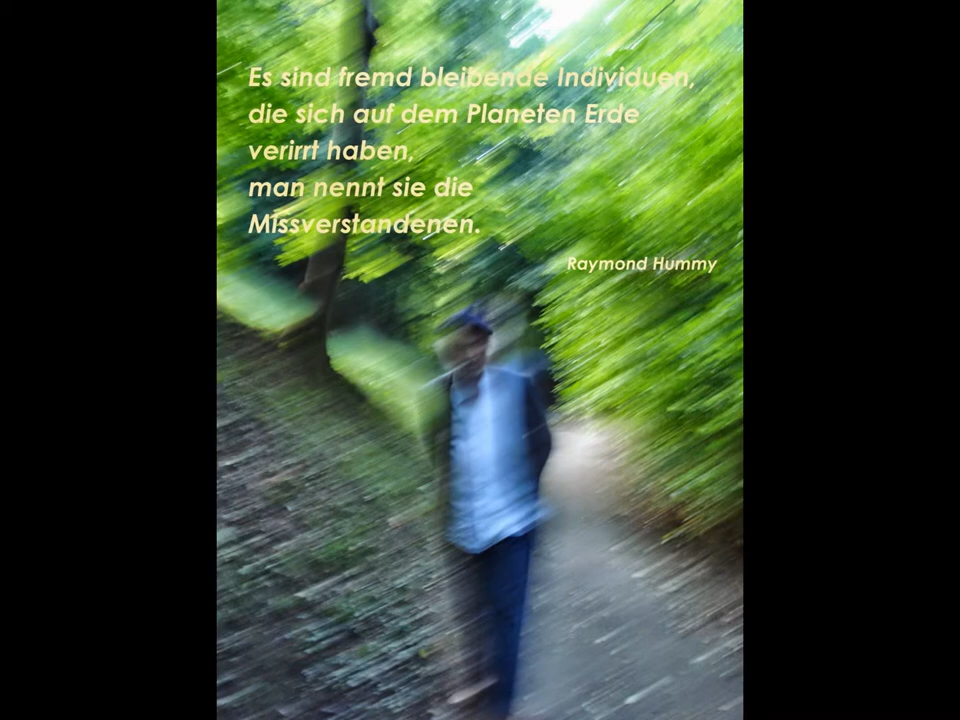 Es sind fremd bleibende Individuen,
die sich auf dem Planeten Erde
verirrt haben,
man nennt sie die
Missverstandenen.
Raymond Hummy